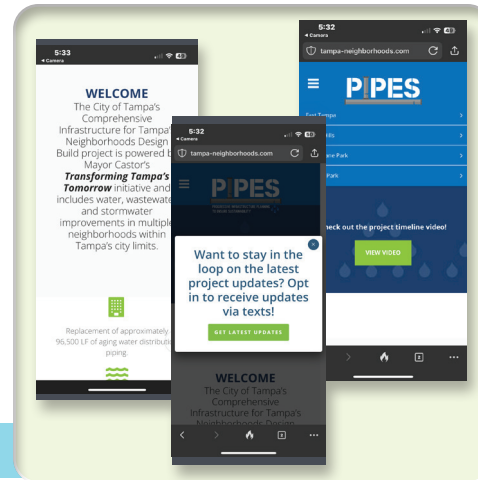 5:33
Camera
WELCOME
The City of Tampa's
Comprehensive
Infrastructure for Tampa's
Neighborhoods Design
Build project is powered
Mayor Castor's
Transforming Tampa's
Tomorrow initiative and
includes water, wastewate
and stormwater
improvements in multiple
neighborhoods within
Tampa's city limits.
Replacement of approximately
96,500 LF of aging water distributi
piping.
5:32
Camera
tampa-neighborhoods.com
PIPES
Want to stay in the
loop on the latest
project updates? Opt
in to receive updates
via texts!
GET LATEST UPDATES
WELCOME
The City of Tampa's
Comprehensive
Infrastructure for Tampa's
Neighborhoods Design
5:32
Camera
tampa-neighborhoods.com
PIPES
East Tampa
ills
ne Park
Park
heck out the project timeline video!
VIEW VIDEO